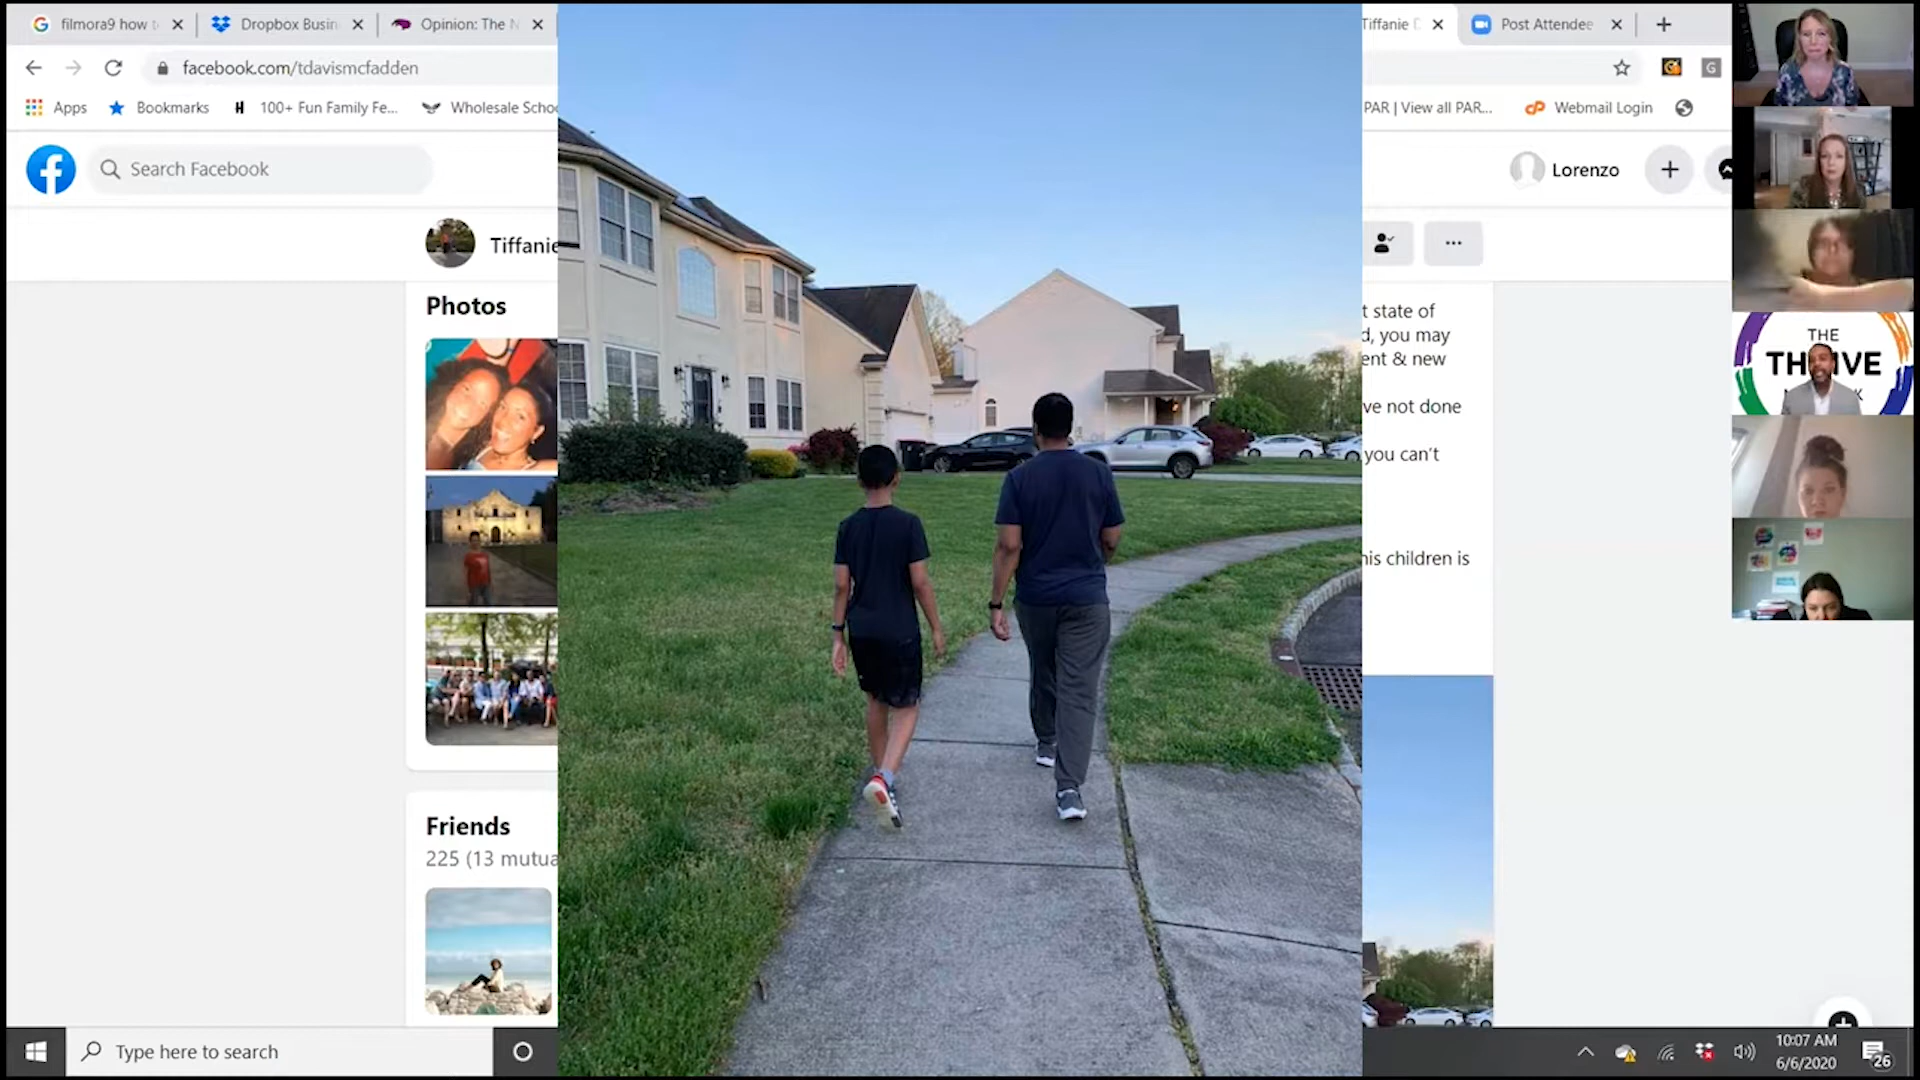 filmora9 how t
Dropbox Busin
Opinion: The N
Tiffanie D
Post Attendee
facebook.com/tdavismcfadden
G
Apps
Bookmarks
H
100+ Fun Family Fe...
Wholesale Schoo
PAR | View all PAR...
Webmail Login
Search Facebook
Lorenzo
Tiffanie
Photos
t state of
d, you may
ent & new
ve not done
you can't
his children is
THE
THRIVE
Friends
225 (13 mutua
Type here to search
10:07 AM
6/6/2020
26